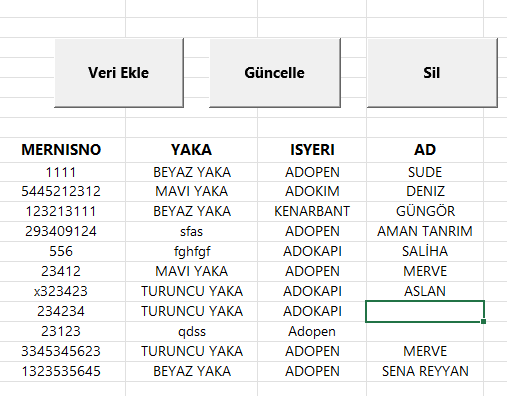 Veri Ekle Güncelle Sil
MERNISNO YAKA ISYERI AD
1111 BEYAZ YAKA ADOPEN SUDE
5445212312 MAVI YAKA ADOKIM DENIZ
123213111 BEYAZ YAKA KENARBANT GÜNGÖR
293409124 sfas ADOPEN AMAN TANRIM
556 fghfgf ADOKAPI SALİHA
23412 MAVI YAKA ADOPEN MERVE
x323423 TURUNCU YAKA ADOKAPI ASLAN
234234 TURUNCU YAKA ADOKAPI
23123 qdss Adopen
3345345623 TURUNCU YAKA ADOPEN MERVE
1323535645 BEYAZ YAKA ADOPEN SENA REYYAN